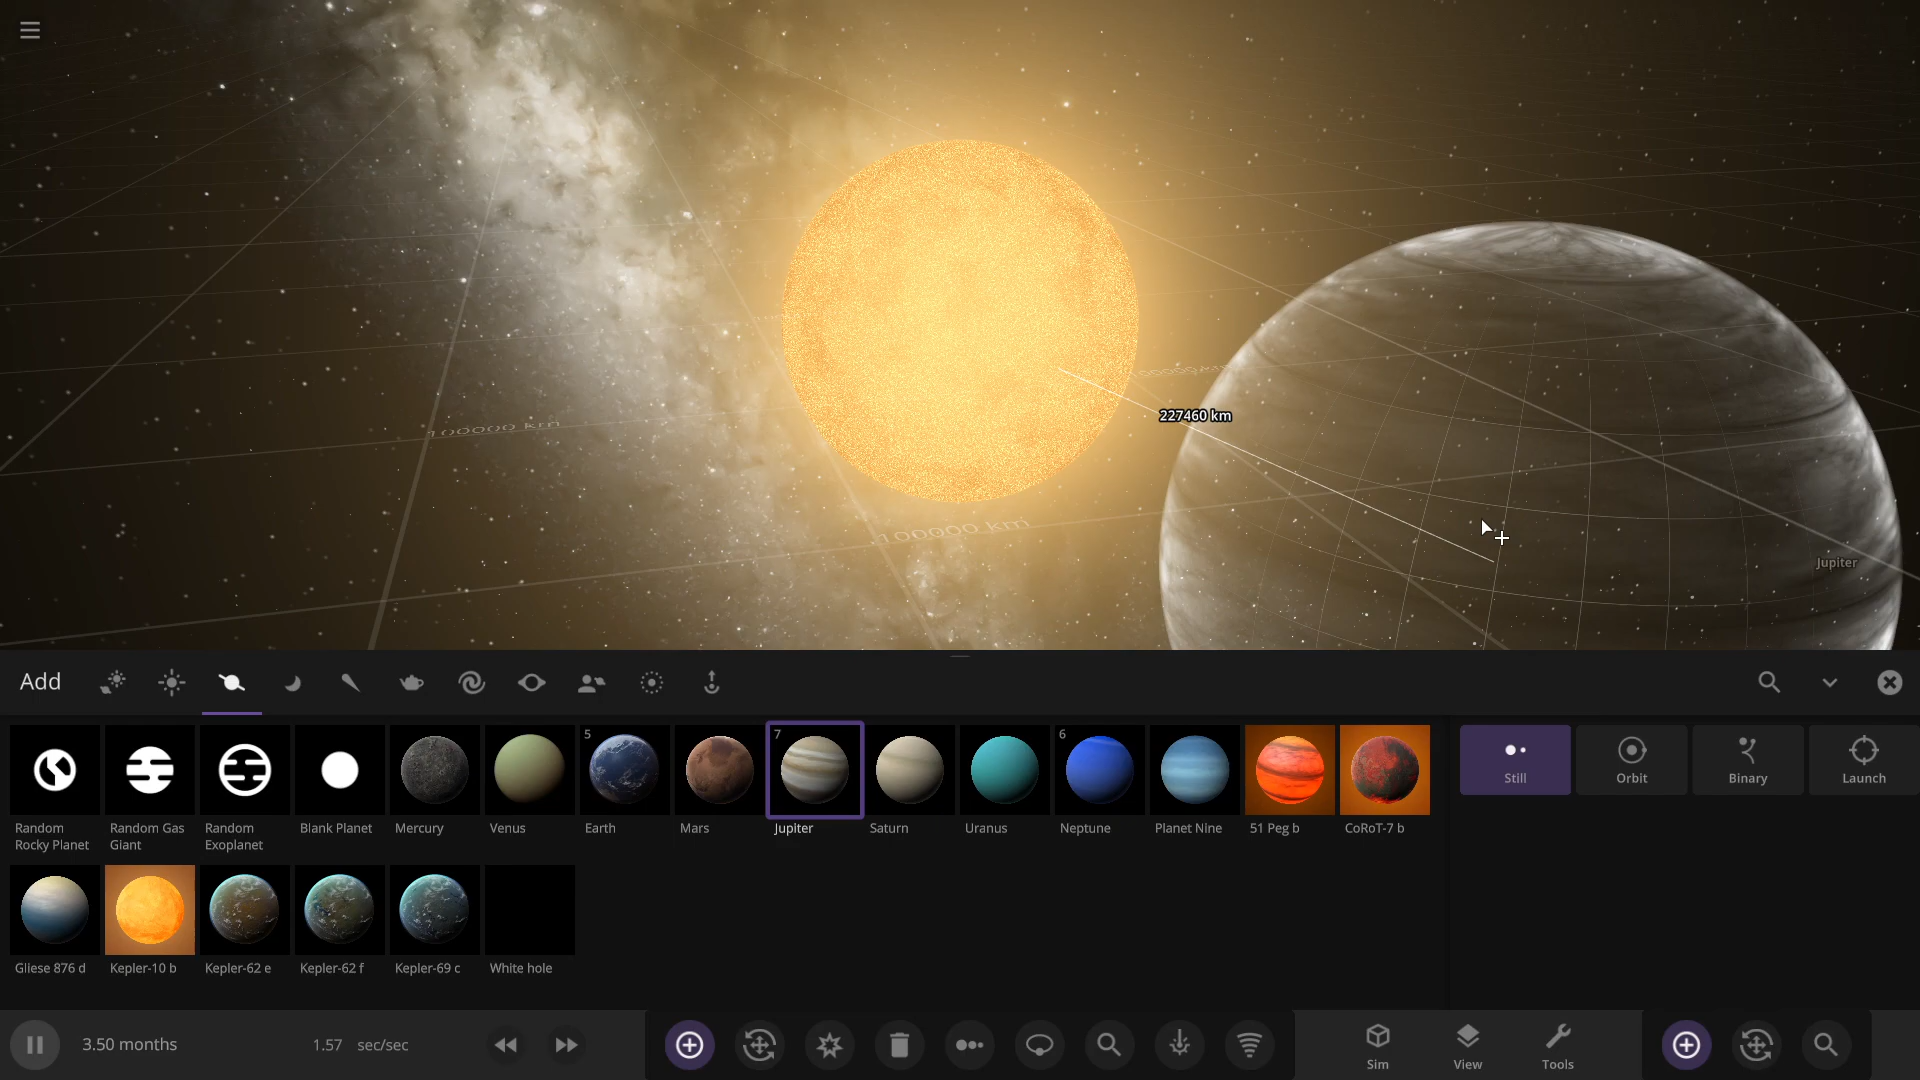 100000 km
227460 km
100000 km
100000 km
Jupiter
Add
5
7
6
Random
Rocky Planet
Random Gas
Giant
Random
Exoplanet
Blank Planet
Mercury
Venus
Earth
Mars
Jupiter
Saturn
Uranus
Neptune
Planet Nine
51 Peg b
CoRoT-7 b
Still
Orbit
Binary
Launch
Gliese 876 d
Kepler-10 b
Kepler-62 e
Kepler-62 f
Kepler-69 c
White hole
3.50 months
1.57 sec/sec
Sim
View
Tools